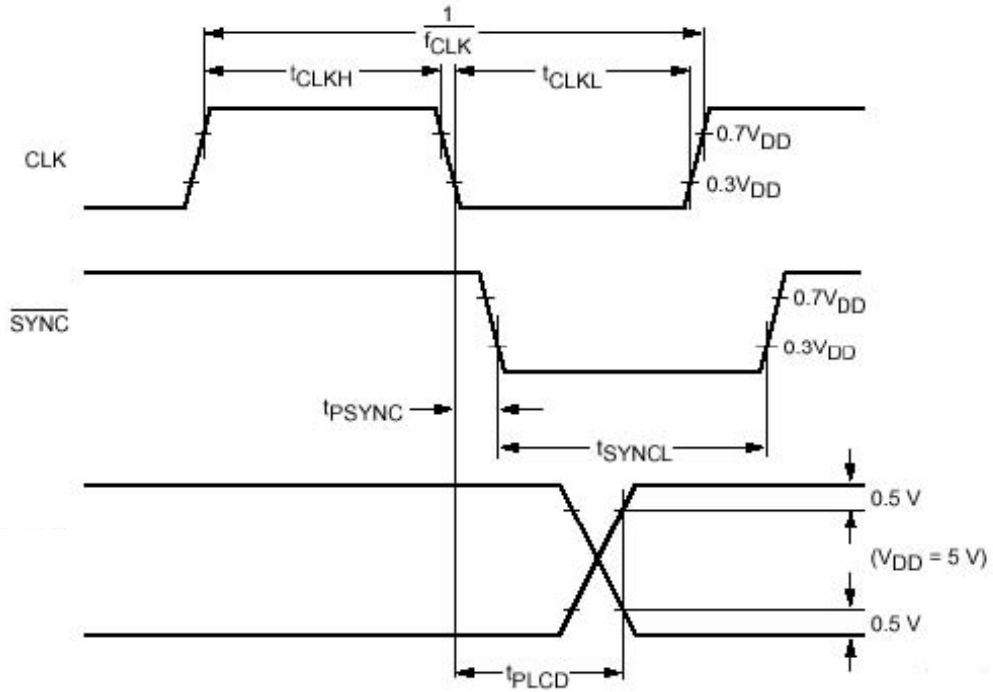 1
fCLK
tCLKH
tCLKL
CLK
0.7VDD
0.3VDD
SYNC
0.7VDD
0.3VDD
tPSYNC
tSYNCL
0.5 V
(VDD = 5 V)
0.5 V
tPLCD